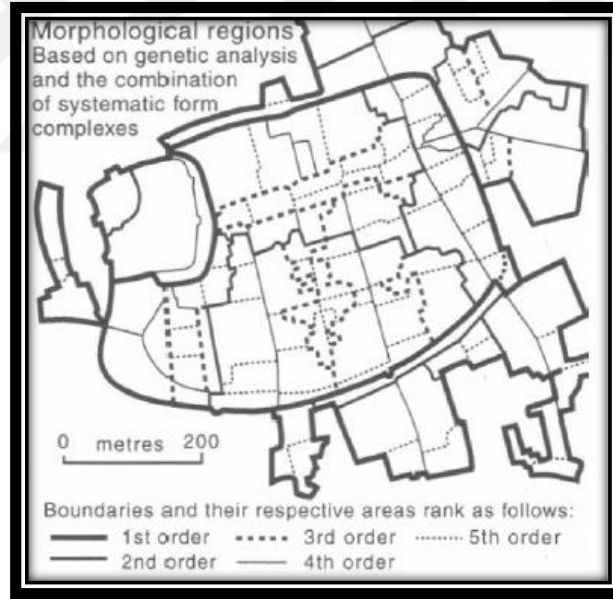 Morphological regions
Based on genetic analysis
and the combination
of systematic form
complexes
0 metres 200
Boundaries and their respective areas rank as follows:
1st order 3rd order 5th order
2nd order 4th order